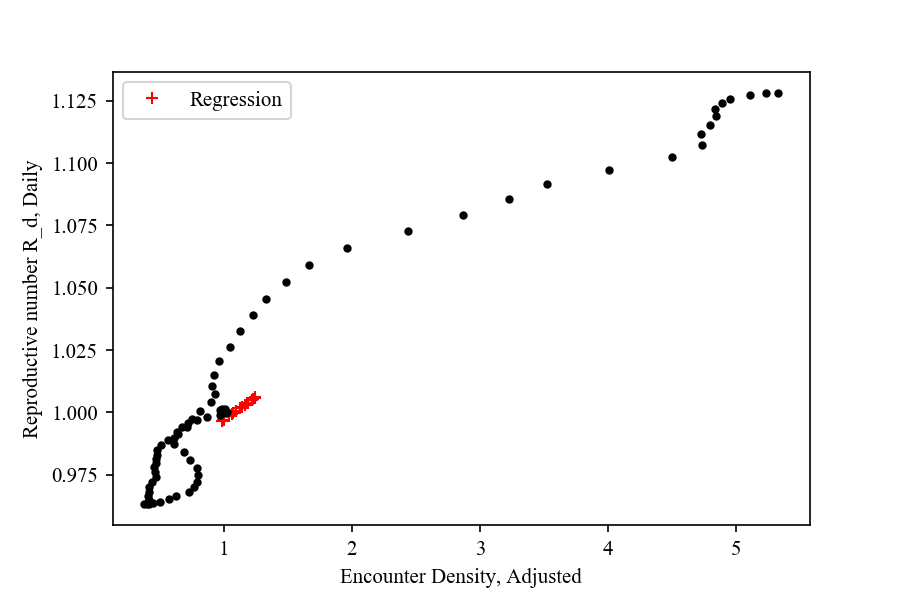 Regression
1.125
1.100
1.075
1.050
1.025
1.000
0.975
Reproductive number R_d, Daily
1 2 3 4 5
Encounter Density, Adjusted